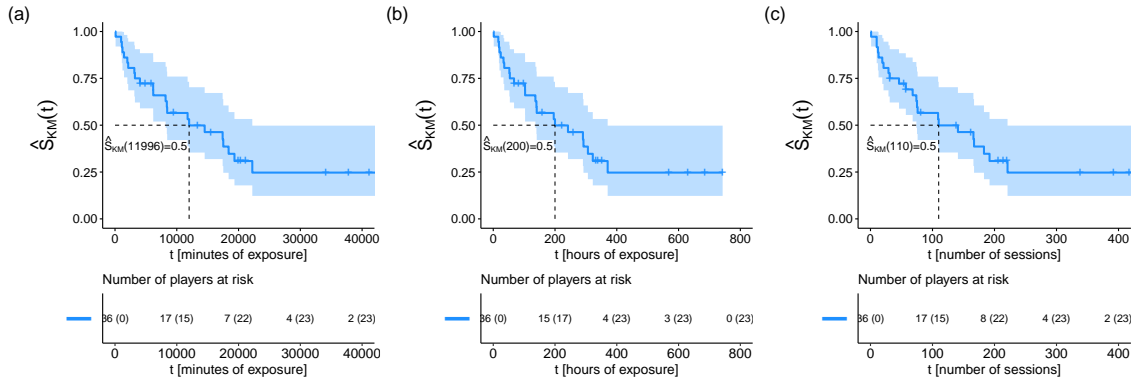 (a)
1.00
0.75
0.50
0.25
0.00
Ŝ_KM(t)
Ŝ_KM(11996)=0.5
0 10000 20000 30000 40000
t [minutes of exposure]
Number of players at risk
36 (0) 17 (15) 7 (22) 4 (23) 2 (23)
0 10000 20000 30000 40000
t [minutes of exposure]
(b)
1.00
0.75
0.50
0.25
0.00
Ŝ_KM(t)
Ŝ_KM(200)=0.5
0 200 400 600 800
t [hours of exposure]
Number of players at risk
36 (0) 15 (17) 4 (23) 3 (23) 0 (23)
0 200 400 600 800
t [hours of exposure]
(c)
1.00
0.75
0.50
0.25
0.00
Ŝ_KM(t)
Ŝ_KM(110)=0.5
0 100 200 300 400
t [number of sessions]
Number of players at risk
36 (0) 17 (15) 8 (22) 4 (23) 2 (23)
0 100 200 300 400
t [number of sessions]